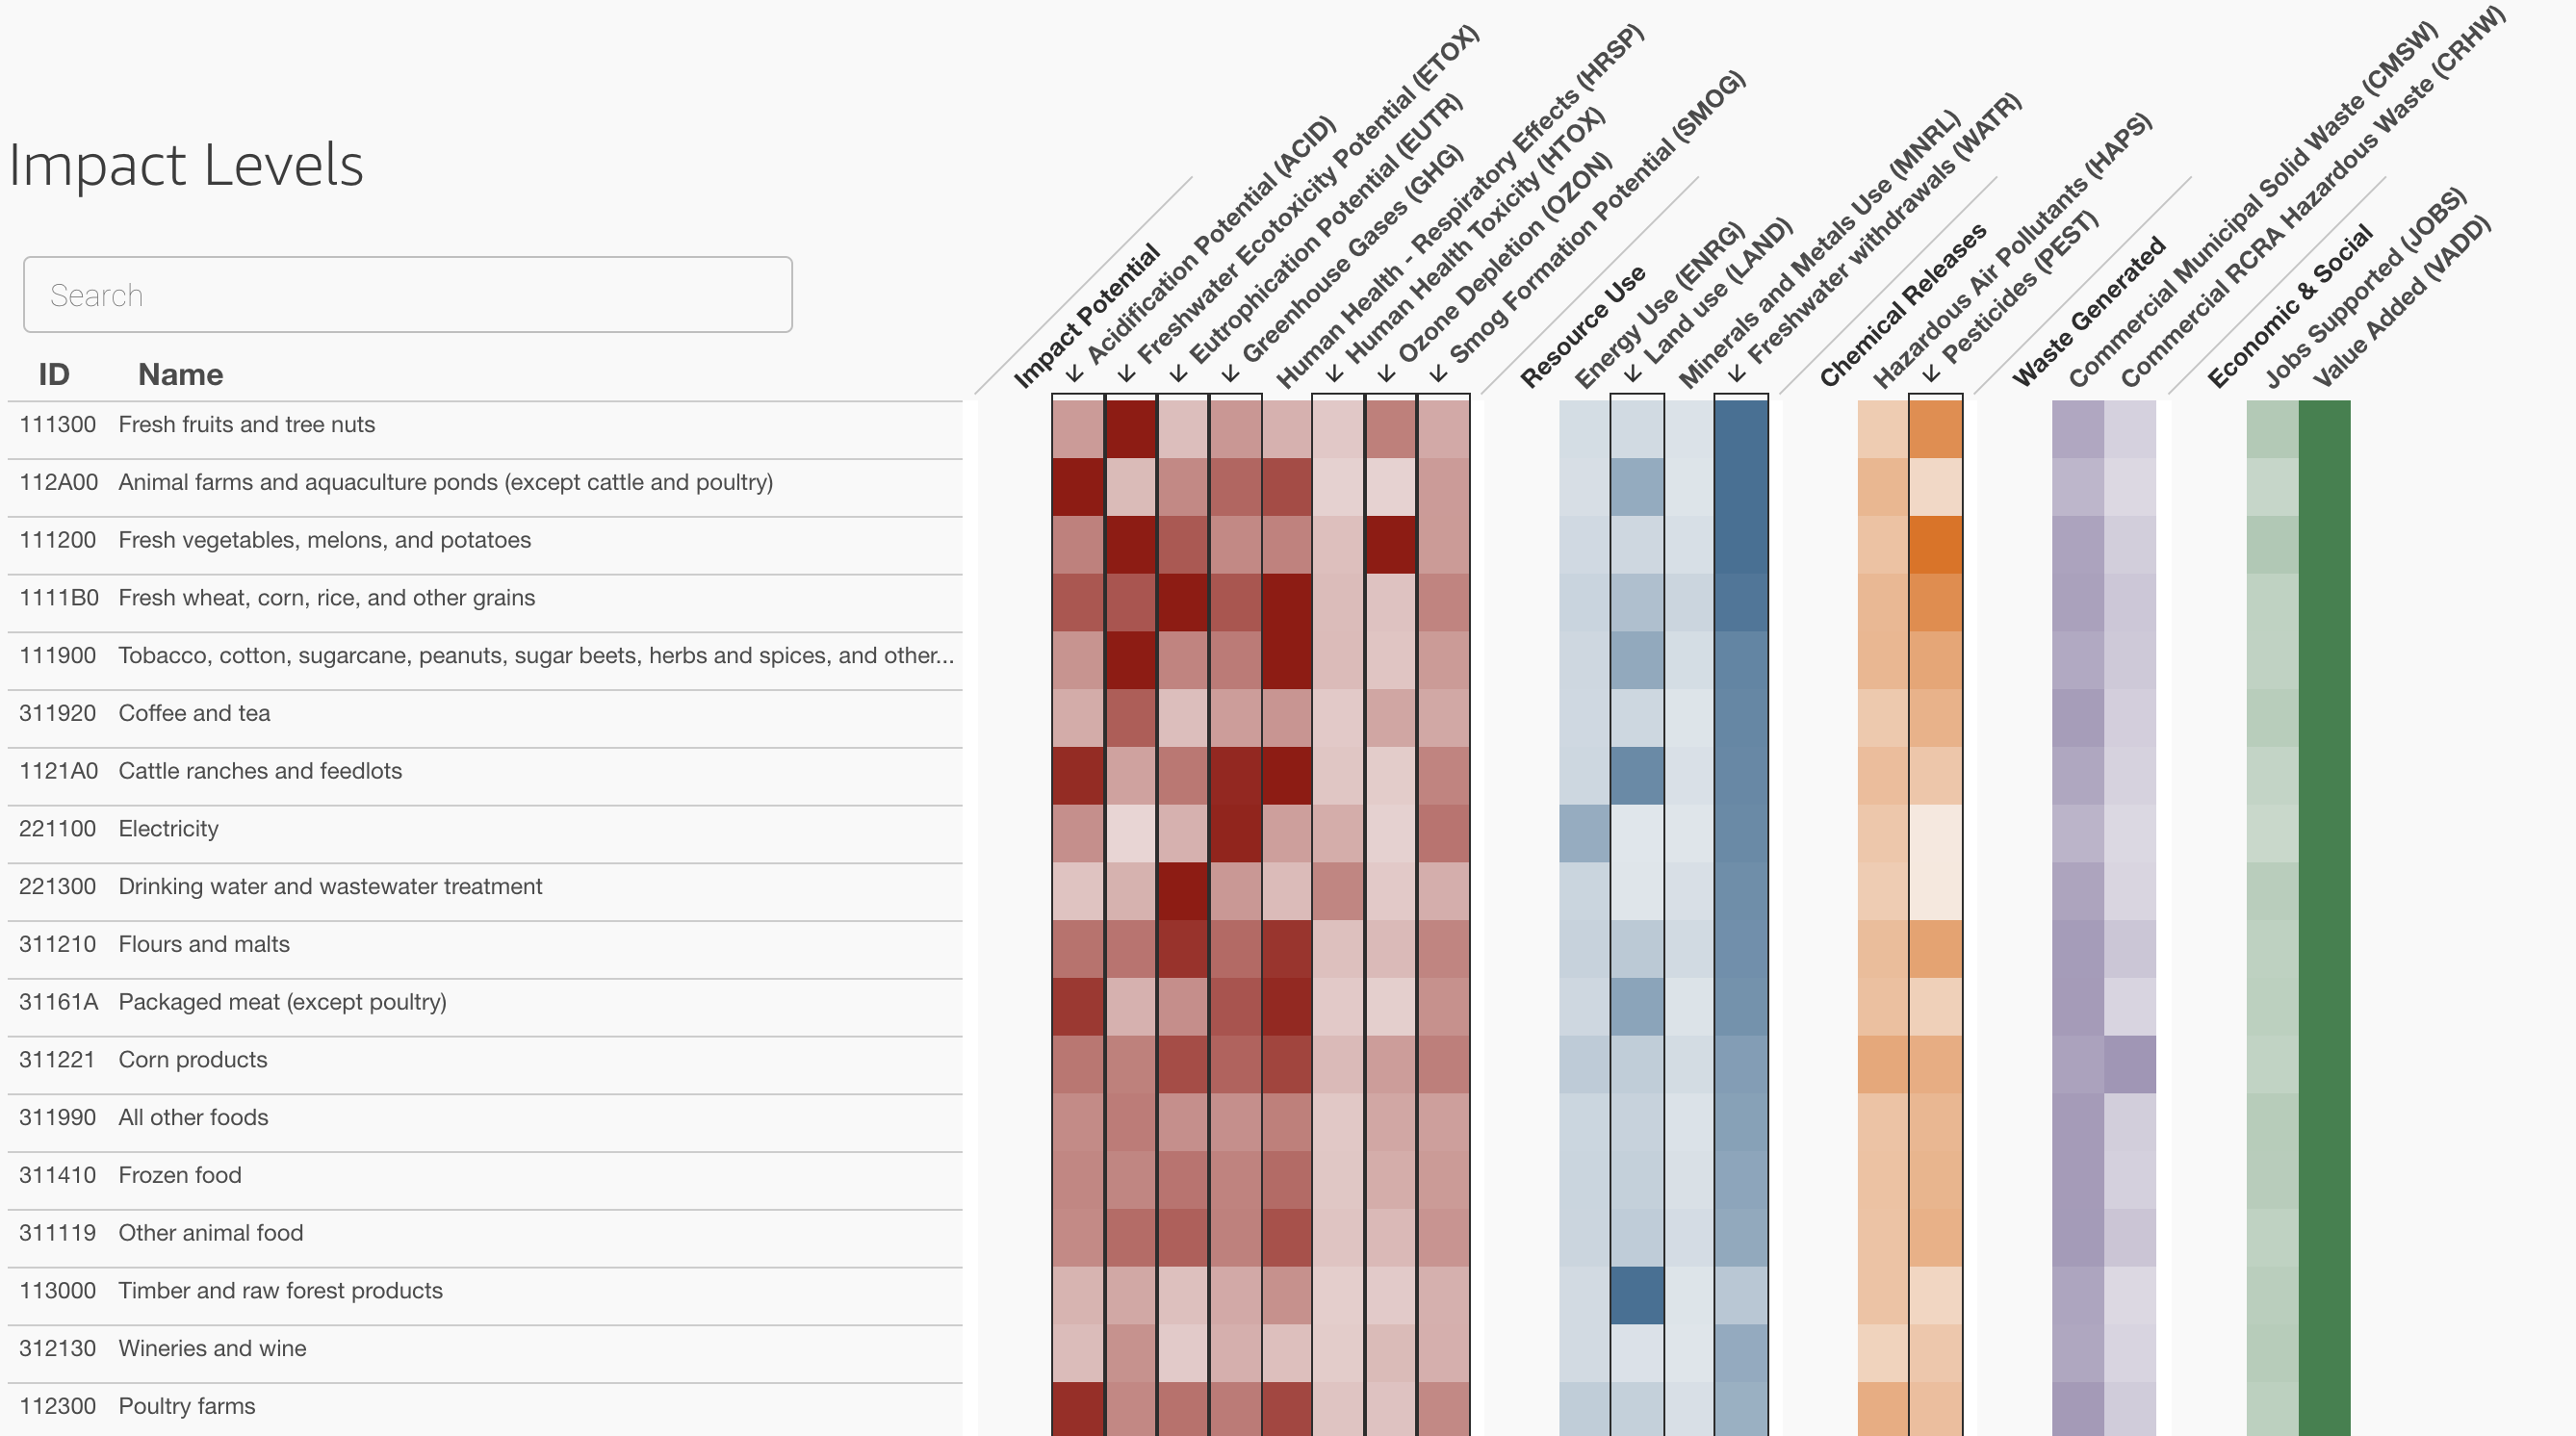 Impact Levels
Search
ID Name
Impact Potential
Acidification Potential (ACID)
Freshwater Ecotoxicity Potential (ETOX)
Eutrophication Potential (EUTR)
Greenhouse Gases (GHG)
Human Health - Respiratory Effects (HRSP)
Human Health Toxicity (HTOX)
Ozone Depletion (OZON)
Smog Formation Potential (SMOG)
Resource Use
Energy Use (ENRG)
Land use (LAND)
Minerals and Metals Use (MNRL)
Freshwater withdrawals (WATR)
Chemical Releases
Hazardous Air Pollutants (HAPS)
Pesticides (PEST)
Waste Generated
Commercial Municipal Solid Waste (CMSW)
Commercial RCRA Hazardous Waste (CRHW)
Economic & Social
Jobs Supported (JOBS)
Value Added (VADD)
111300 Fresh fruits and tree nuts
112A00 Animal farms and aquaculture ponds (except cattle and poultry)
111200 Fresh vegetables, melons, and potatoes
1111B0 Fresh wheat, corn, rice, and other grains
111900 Tobacco, cotton, sugarcane, peanuts, sugar beets, herbs and spices, and other...
311920 Coffee and tea
1121A0 Cattle ranches and feedlots
221100 Electricity
221300 Drinking water and wastewater treatment
311210 Flours and malts
31161A Packaged meat (except poultry)
311221 Corn products
311990 All other foods
311410 Frozen food
311119 Other animal food
113000 Timber and raw forest products
312130 Wineries and wine
112300 Poultry farms